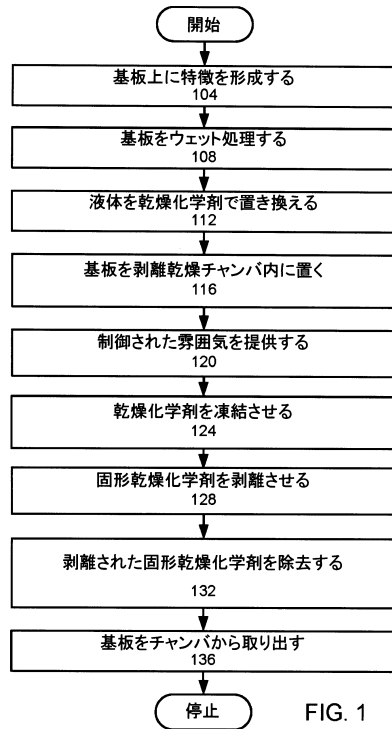 開始
基板上に特徴を形成する
104
基板をウェット処理する
108
液体を乾燥化学剤で置き換える
112
基板を剥離乾燥チャンバ内に置く
116
制御された雰囲気を提供する
120
乾燥化学剤を凍結させる
124
固形乾燥化学剤を剥離させる
128
剥離された固形乾燥化学剤を除去する
132
基板をチャンバから取り出す
136
停止
FIG. 1